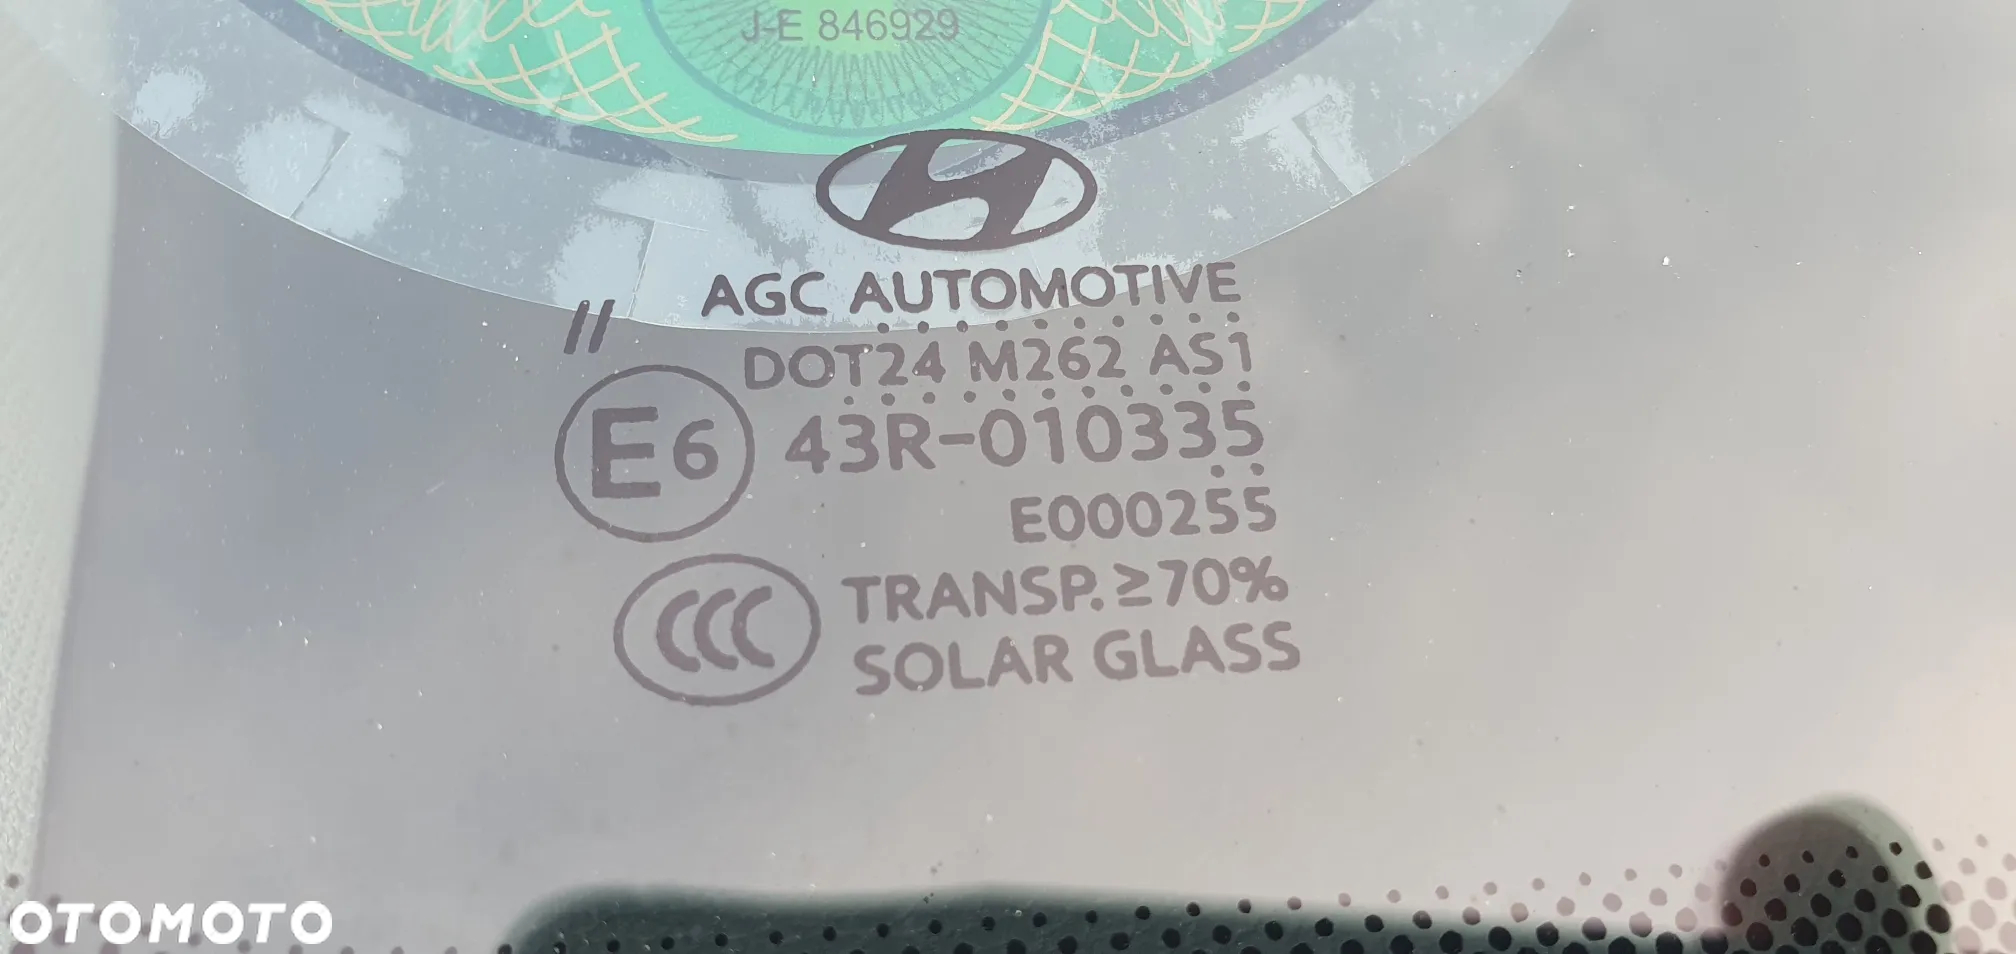 J-E 846929
AGC AUTOMOTIVE
//
DOT24 M262 AS1
E6 43R-010335
E000255
CCC TRANSP.≥70%
SOLAR GLASS
OTOMOTO